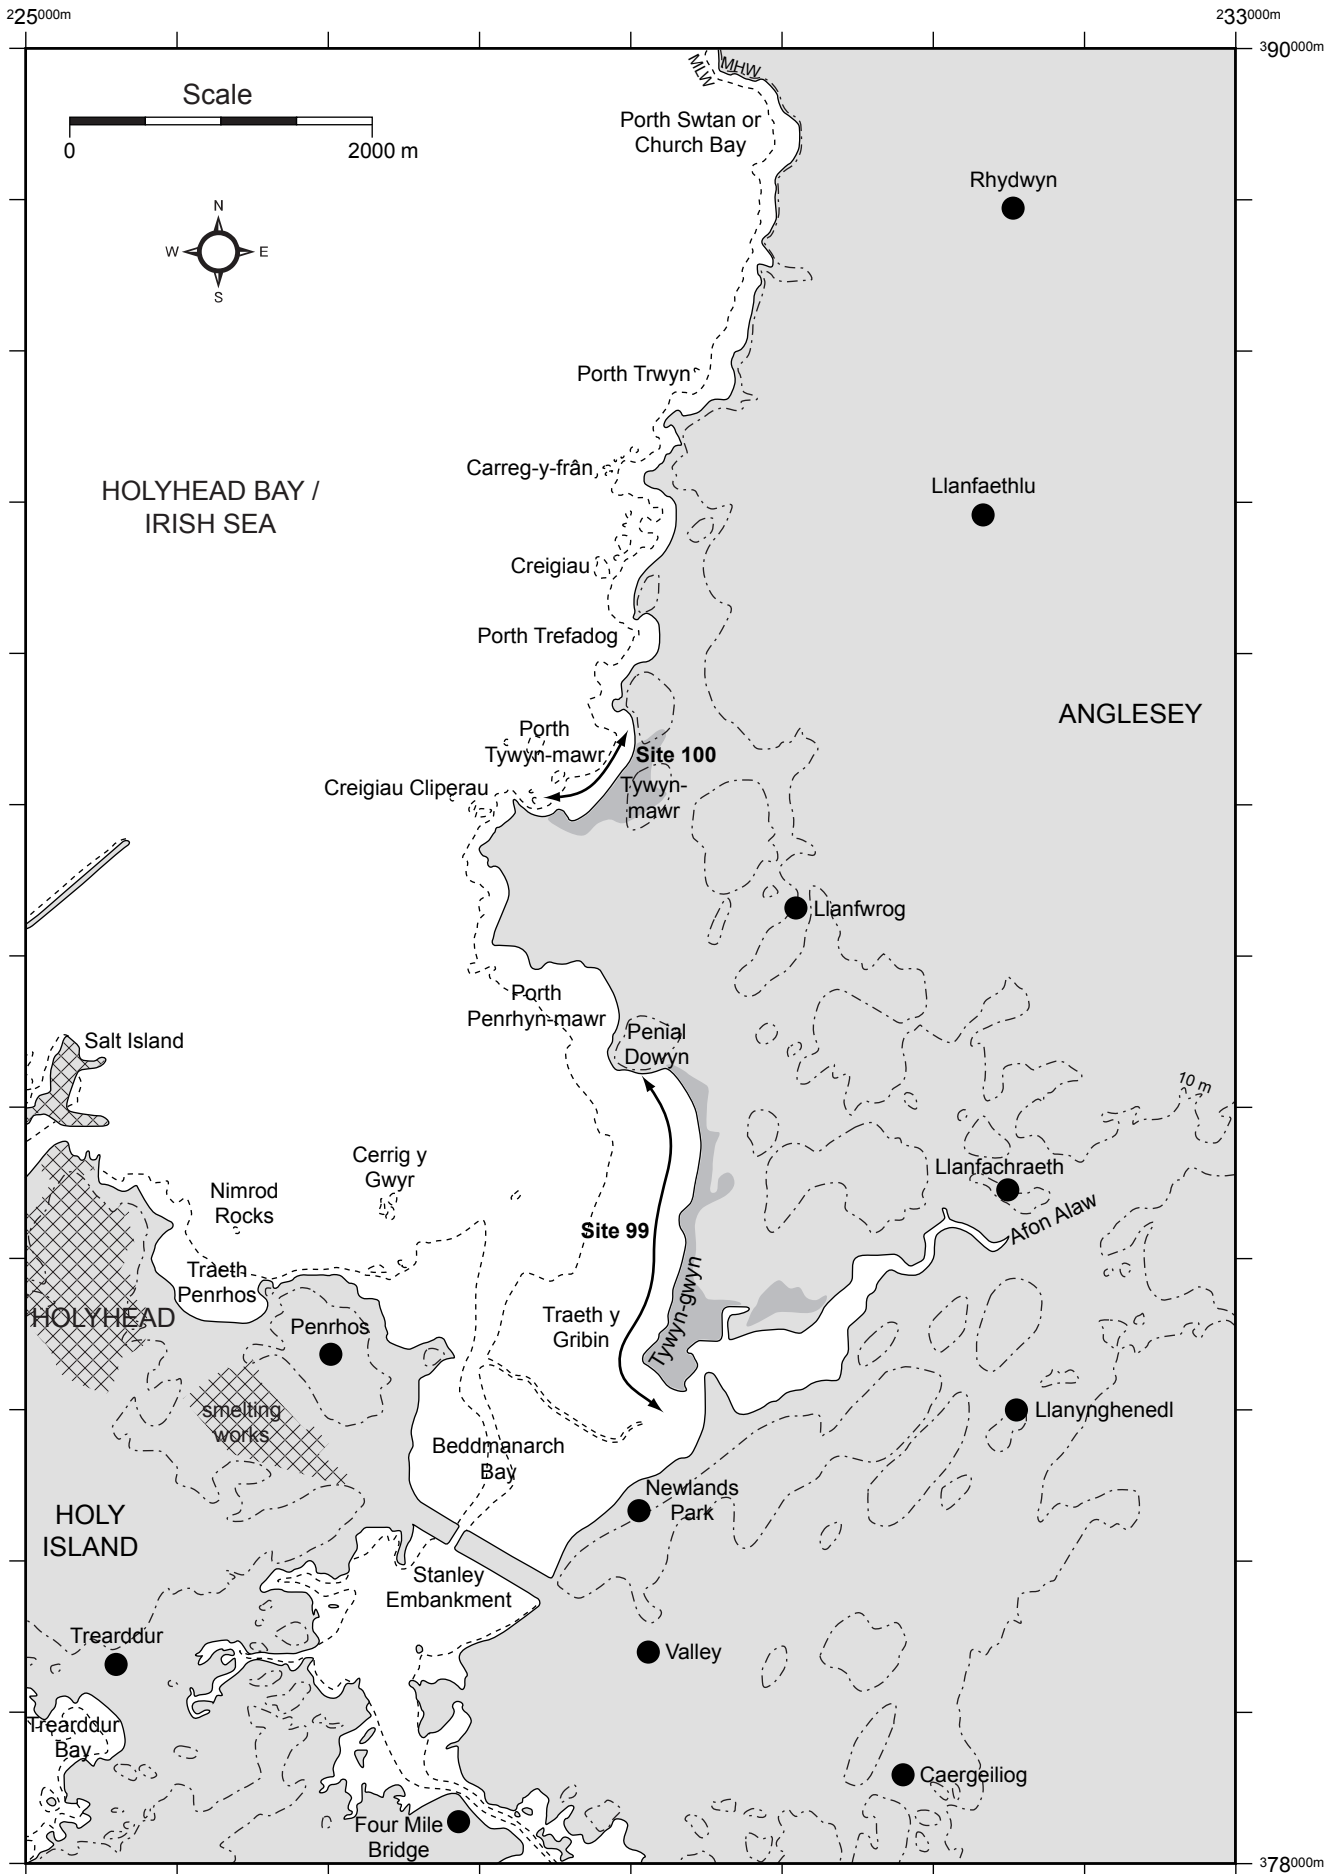 225000m
233000m
390000m
MLW
MHW
Scale
0
2000 m
Porth Swtan or
Church Bay
Rhydwyn
N
W
E
S
Porth Trwyn
Carreg-y-frân
HOLYHEAD BAY /
IRISH SEA
Llanfaethlu
Creigiau
Porth Trefadog
ANGLESEY
Porth
Tywyn-mawr
Site 100
Creigiau Cliperau
Tywyn-
mawr
Llanfwrog
Porth
Penrhyn-mawr
Penial
Dowyn
Salt Island
10 m
Cerrig y
Gwyr
Llanfachraeth
Nimrod
Rocks
Afon Alaw
Site 99
Traeth
Penrhos
HOLYHEAD
Tywyn-gwyn
Traeth y
Gribin
Penrhos
smelting
works
Llanynghenedl
Beddmanarch
Bay
Newlands
Park
HOLY
ISLAND
Stanley
Embankment
Trearddur
Valley
Trearddur
Bay
Caergeiliog
Four Mile
Bridge
378000m